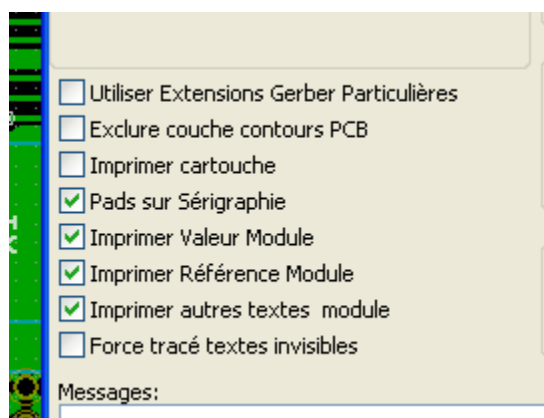 Utiliser Extensions Gerber Particulières
Exclure couche contours PCB
Imprimer cartouche
Pads sur Sérigraphie
Imprimer Valeur Module
Imprimer Référence Module
Imprimer autres textes  module
Force tracé textes invisibles
Messages: